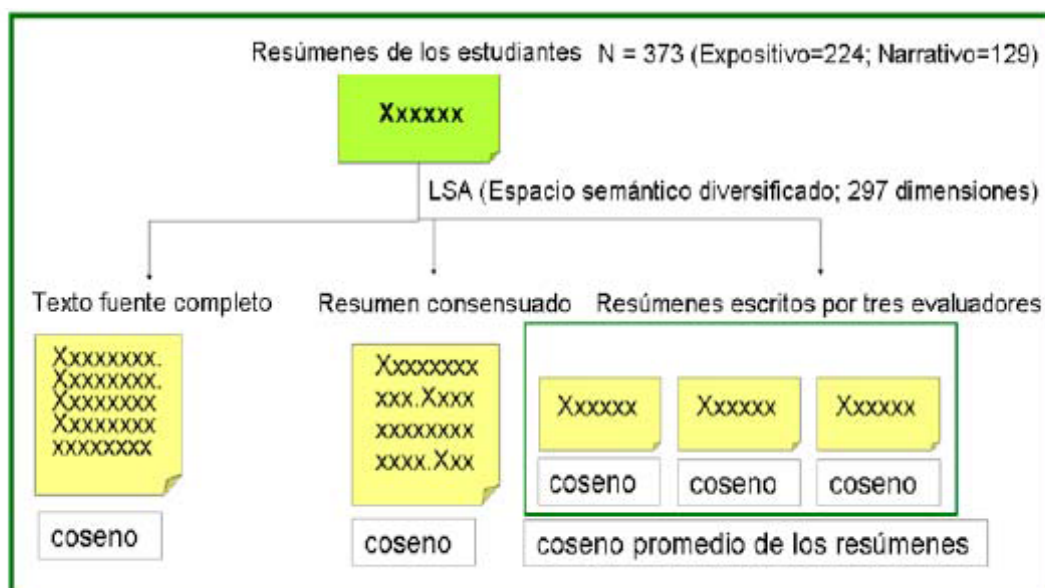 Resúmenes de los estudiantes N = 373 (Expositivo=224; Narrativo=129)
Xxxxxx
LSA (Espacio semántico diversificado; 297 dimensiones)
Texto fuente completo
Xxxxxxxx.
Xxxxxxxx.
Xxxxxxxx
Xxxxxxxx
xxxxxxxx
coseno
Resumen consensuado
Xxxxxxxx
xxx.Xxxx
xxxxxxxx
xxxx.Xxx
coseno
Resúmenes escritos por tres evaluadores
Xxxxxx Xxxxxx Xxxxxx
coseno coseno coseno
coseno promedio de los resúmenes